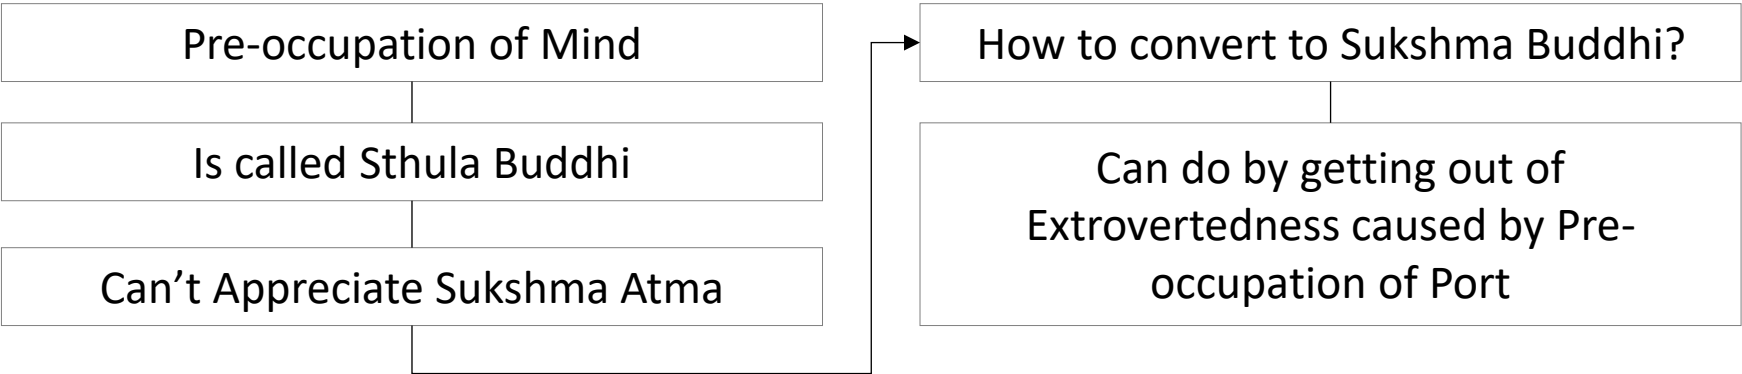 Pre-occupation of Mind
Is called Sthula Buddhi
Can’t Appreciate Sukshma Atma
How to convert to Sukshma Buddhi?
Can do by getting out of
Extrovertedness caused by Pre-
occupation of Port